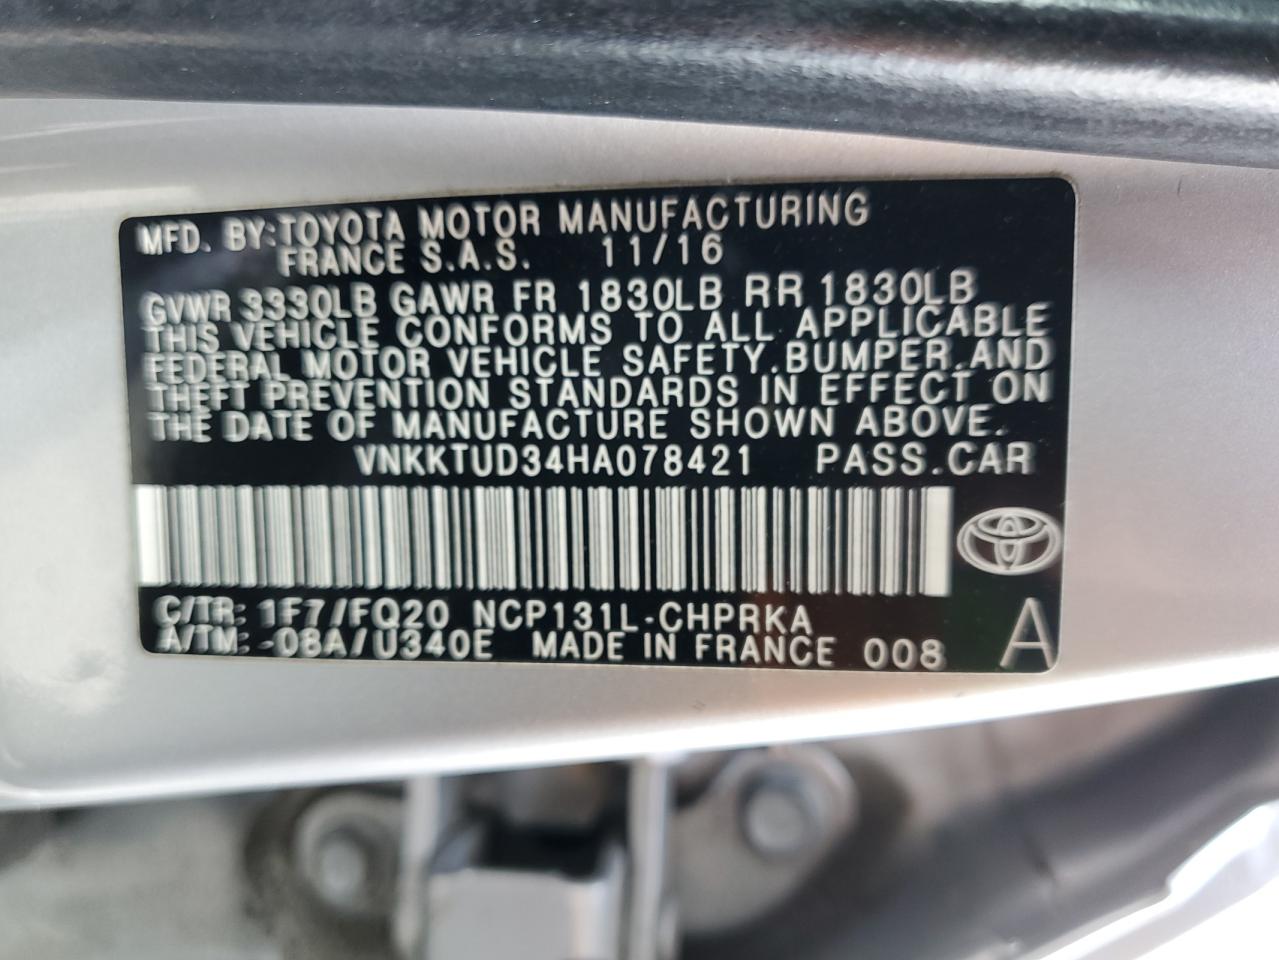 MFD. BY:TOYOTA MOTOR MANUFACTURING
FRANCE S.A.S. 11/16
GVWR 3330LB GAWR FR 1830LB RR 1830LB
THIS VEHICLE CONFORMS TO ALL APPLICABLE
FEDERAL MOTOR VEHICLE SAFETY,BUMPER,AND
THEFT PREVENTION STANDARDS IN EFFECT ON
THE DATE OF MANUFACTURE SHOWN ABOVE.
VNKKTUD34HA078421 PASS.CAR
C/TR: 1F7/FQ20 NCP131L-CHPRKA
A/TM: -08A/U340E MADE IN FRANCE 008
A